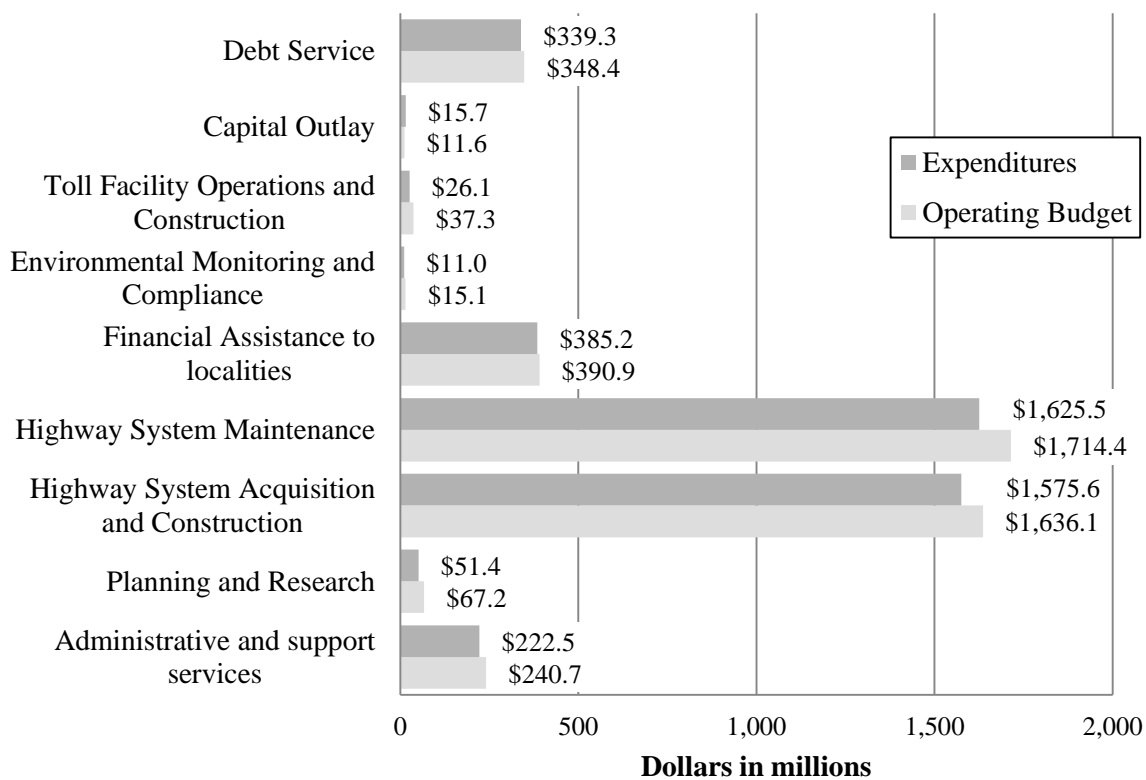 Debt Service
$339.3
$348.4
Capital Outlay
$15.7
$11.6
Toll Facility Operations and
Construction
$26.1
$37.3
Environmental Monitoring and
Compliance
$11.0
$15.1
Financial Assistance to
localities
$385.2
$390.9
Highway System Maintenance
$1,625.5
$1,714.4
Highway System Acquisition
and Construction
$1,575.6
$1,636.1
Planning and Research
$51.4
$67.2
Administrative and support
services
$222.5
$240.7
Expenditures
Operating Budget
0 500 1,000 1,500 2,000
Dollars in millions